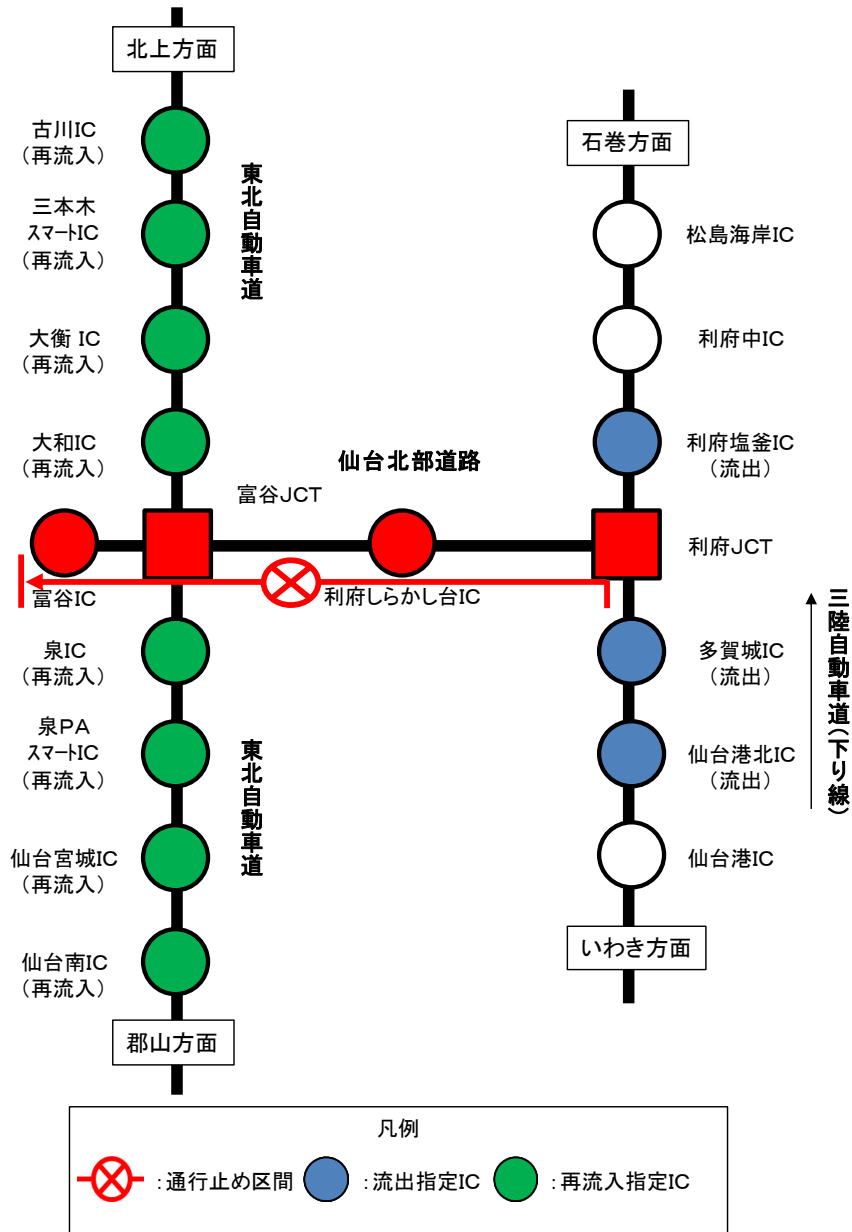 北上方面
古川IC
(再流入)
三本木
スマートIC
(再流入)
大衡 IC
(再流入)
大和IC
(再流入)
東北自動車道
石巻方面
松島海岸IC
利府中IC
利府塩釜IC
(流出)
仙台北部道路
富谷JCT
利府JCT
富谷IC
利府しらかし台IC
泉IC
(再流入)
泉PA
スマートIC
(再流入)
仙台宮城IC
(再流入)
仙台南IC
(再流入)
東北自動車道
郡山方面
多賀城IC
(流出)
仙台港北IC
(流出)
仙台港IC
いわき方面
三陸自動車道(下り線)
凡例
:通行止め区間
:流出指定IC
:再流入指定IC